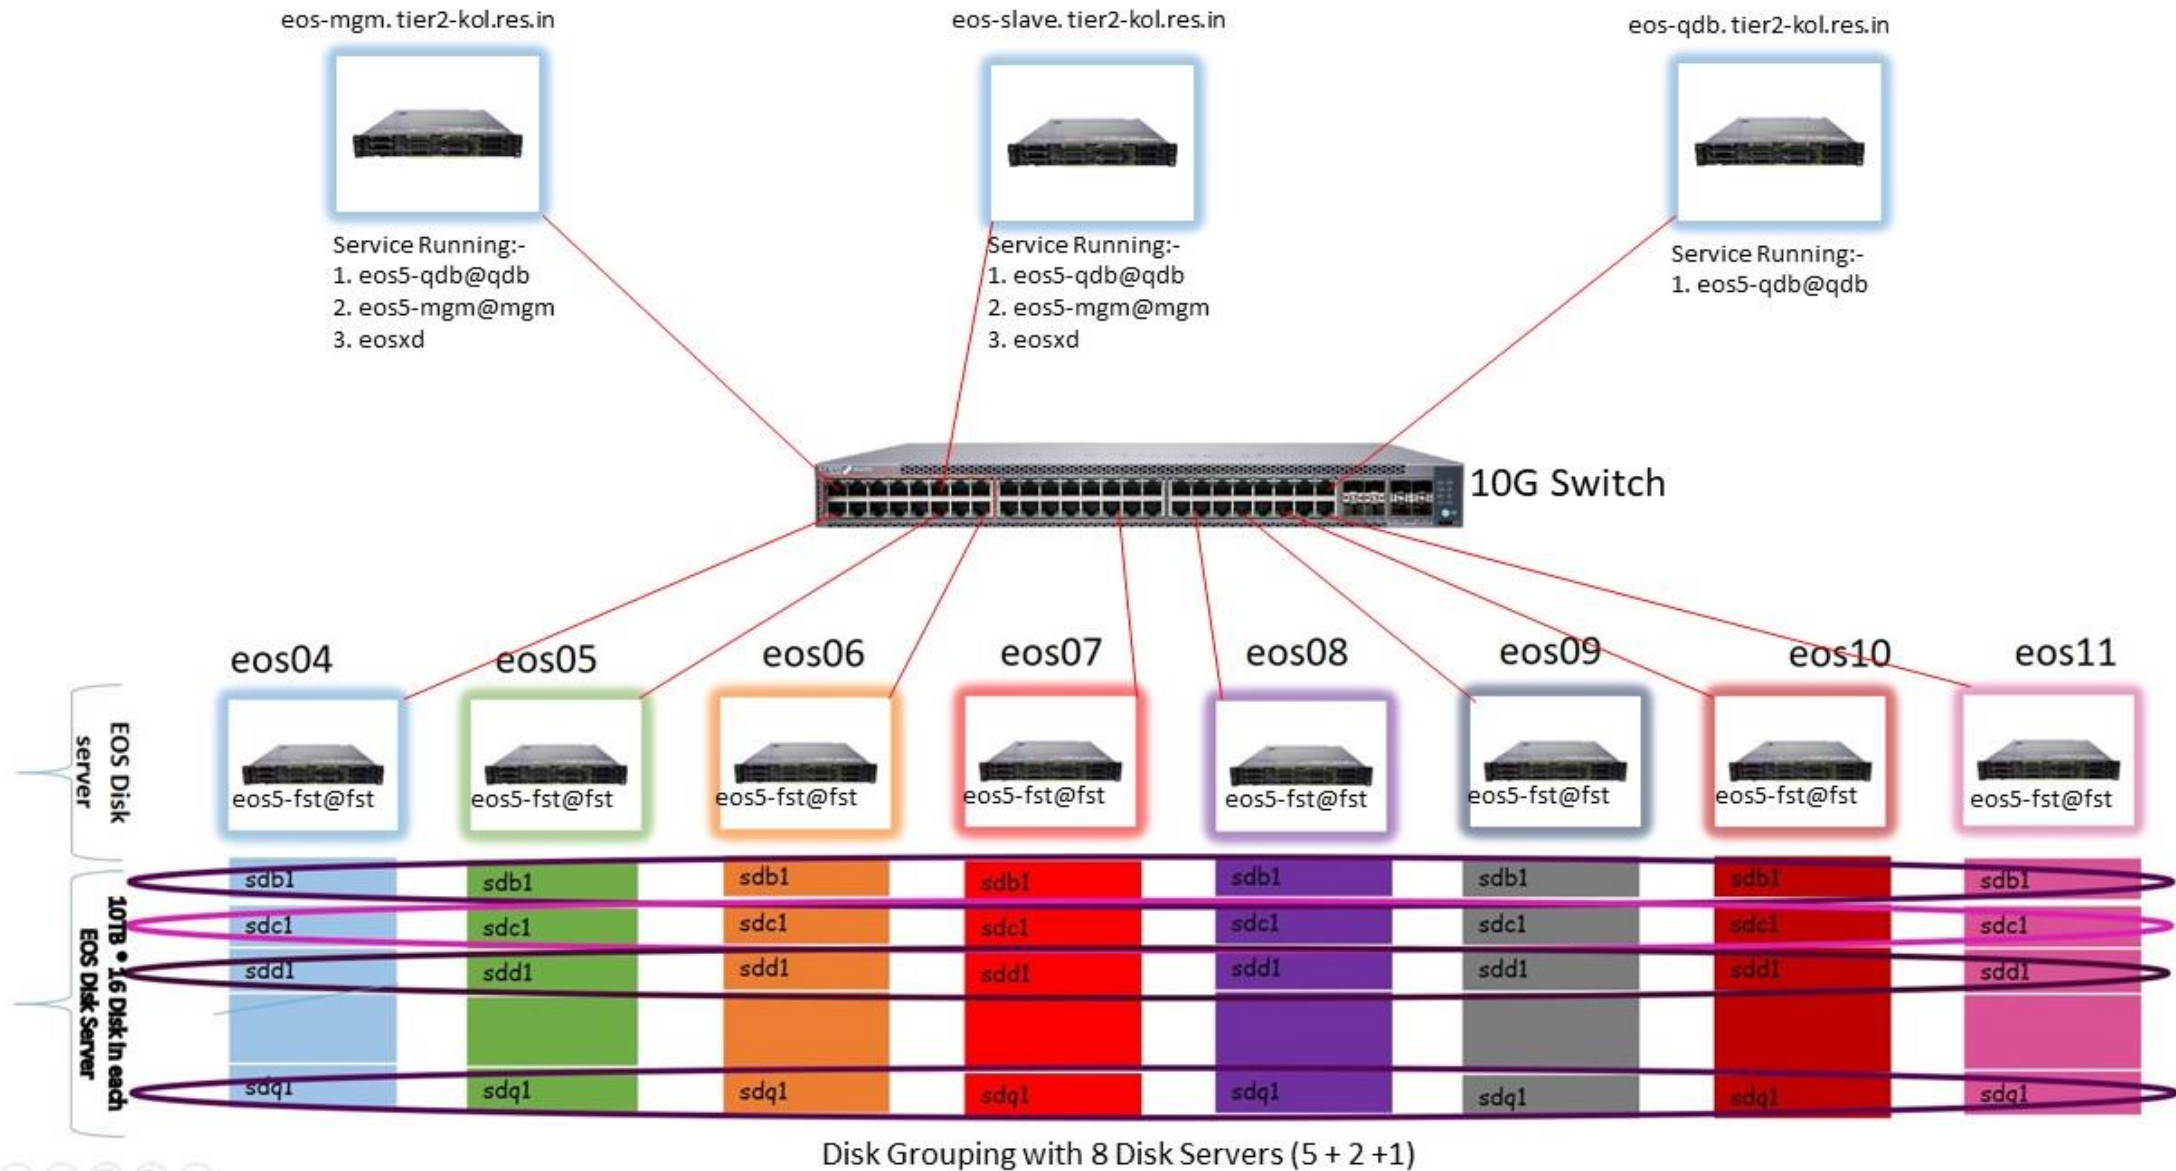 eos-mgm. tier2-kol.res.in
eos-slave. tier2-kol.res.in
eos-qdb. tier2-kol.res.in
Service Running:-
1. eos5-qdb@qdb
2. eos5-mgm@mgm
3. eosxd
Service Running:-
1. eos5-qdb@qdb
2. eos5-mgm@mgm
3. eosxd
Service Running:-
1. eos5-qdb@qdb
10G Switch
eos04
eos05
eos06
eos07
eos08
eos09
eos10
eos11
EOS Disk
server
eos5-fst@fst
eos5-fst@fst
eos5-fst@fst
eos5-fst@fst
eos5-fst@fst
eos5-fst@fst
eos5-fst@fst
eos5-fst@fst
10TB * 16 Disk in each
EOS Disk Server
sdb1 sdb1 sdb1 sdb1 sdb1 sdb1 sdb1 sdb1
sdc1 sdc1 sdc1 sdc1 sdc1 sdc1 sdc1 sdc1
sdd1 sdd1 sdd1 sdd1 sdd1 sdd1 sdd1 sdd1
sdq1 sdq1 sdq1 sdq1 sdq1 sdq1 sdq1 sdq1
Disk Grouping with 8 Disk Servers (5 + 2 +1)